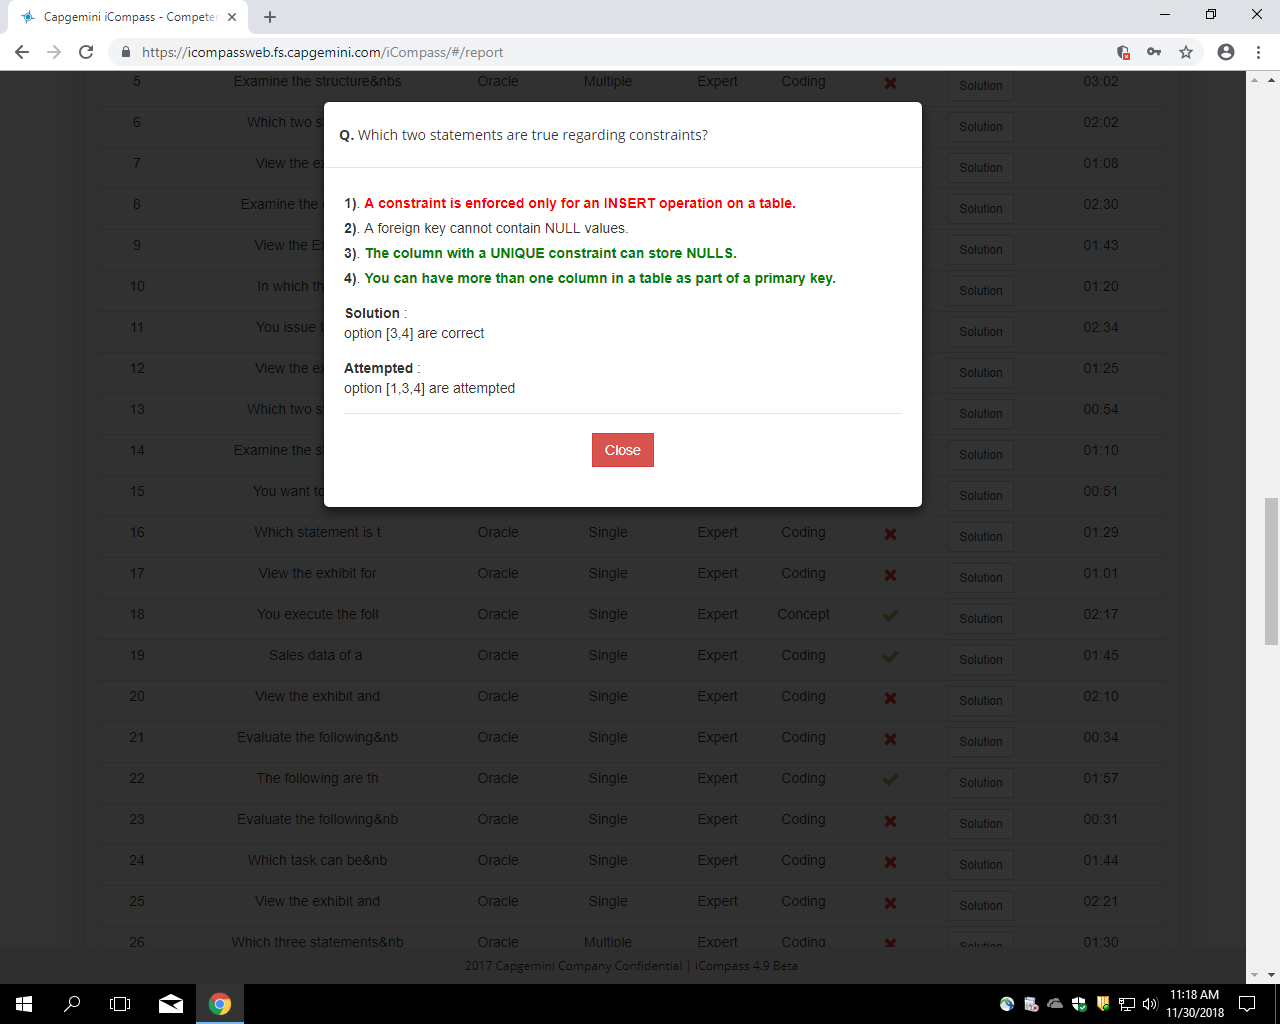 Capgemini iCompass - Competer
https://icompassweb.fs.capgemini.com/iCompass/#/report
5 Examine the structure&nbs Oracle Multiple Expert Coding Solution 03:02
6 Which two s Solution 02:02
7 View the e Solution 01:08
8 Examine the Solution 02:30
9 View the E Solution 01:43
10 In which th Solution 01:20
11 You issue t Solution 02:34
12 View the e Solution 01:25
13 Which two s Solution 00:54
14 Examine the s Solution 01:10
15 You want to Solution 00:51
Q. Which two statements are true regarding constraints?
1). A constraint is enforced only for an INSERT operation on a table.
2). A foreign key cannot contain NULL values.
3). The column with a UNIQUE constraint can store NULLS.
4). You can have more than one column in a table as part of a primary key.
Solution :
option [3,4] are correct
Attempted :
option [1,3,4] are attempted
Close
16 Which statement is t Oracle Single Expert Coding Solution 01:29
17 View the exhibit for Oracle Single Expert Coding Solution 01:01
18 You execute the foll Oracle Single Expert Concept Solution 02:17
19 Sales data of a Oracle Single Expert Coding Solution 01:45
20 View the exhibit and Oracle Single Expert Coding Solution 02:10
21 Evaluate the following&nb Oracle Single Expert Coding Solution 00:34
22 The following are th Oracle Single Expert Coding Solution 01:57
23 Evaluate the following&nb Oracle Single Expert Coding Solution 00:31
24 Which task can be&nb Oracle Single Expert Coding Solution 01:44
25 View the exhibit and Oracle Single Expert Coding Solution 02:21
26 Which three statements&nb Oracle Multiple Expert Coding Solution 01:30
2017 Capgemini Company Confidential | iCompass 4.9 Beta
11:18 AM
11/30/2018